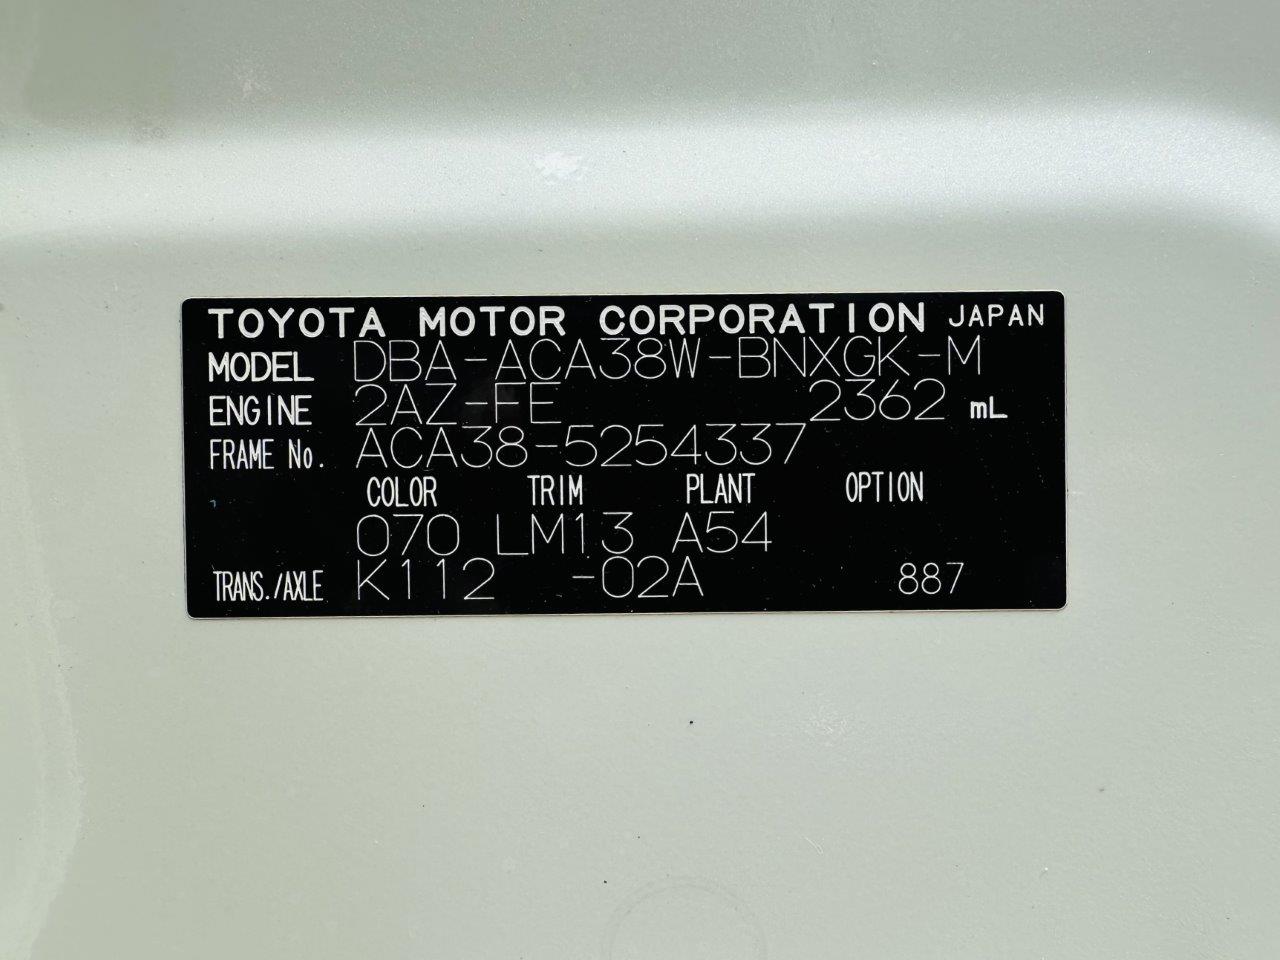 TOYOTA MOTOR CORPORATION JAPAN
MODEL DBA-ACA38W-BNXGK-M
ENGINE 2AZ-FE 2362 mL
FRAME No. ACA38-5254337
COLOR TRIM PLANT OPTION
070 LM13 A54
TRANS./AXLE K112 -02A 887